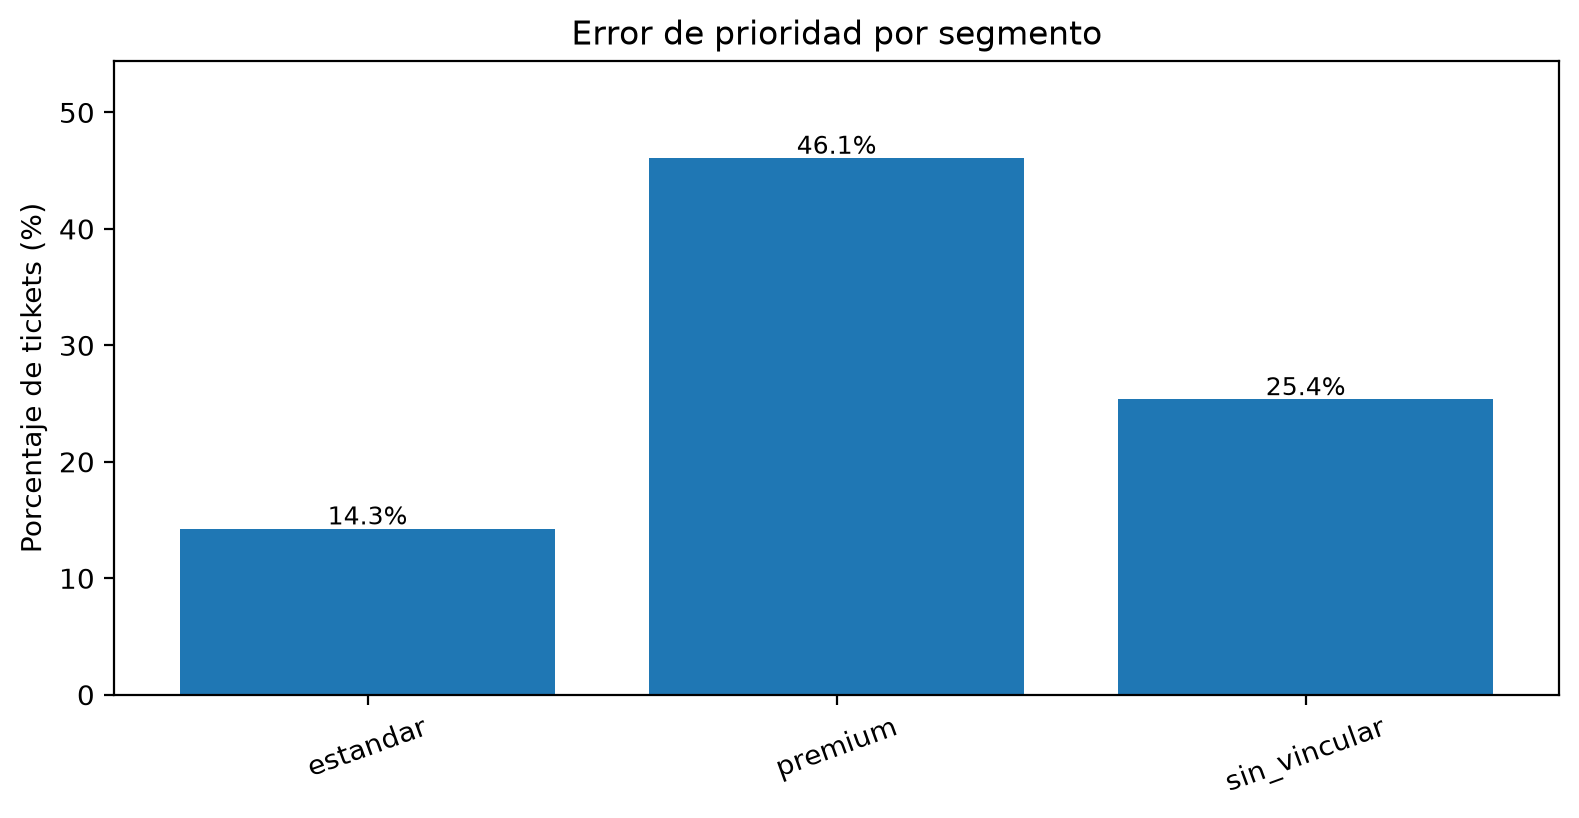 Error de prioridad por segmento
Porcentaje de tickets (%)
50
40
30
20
10
0
14.3%
46.1%
25.4%
estandar
premium
sin_vincular